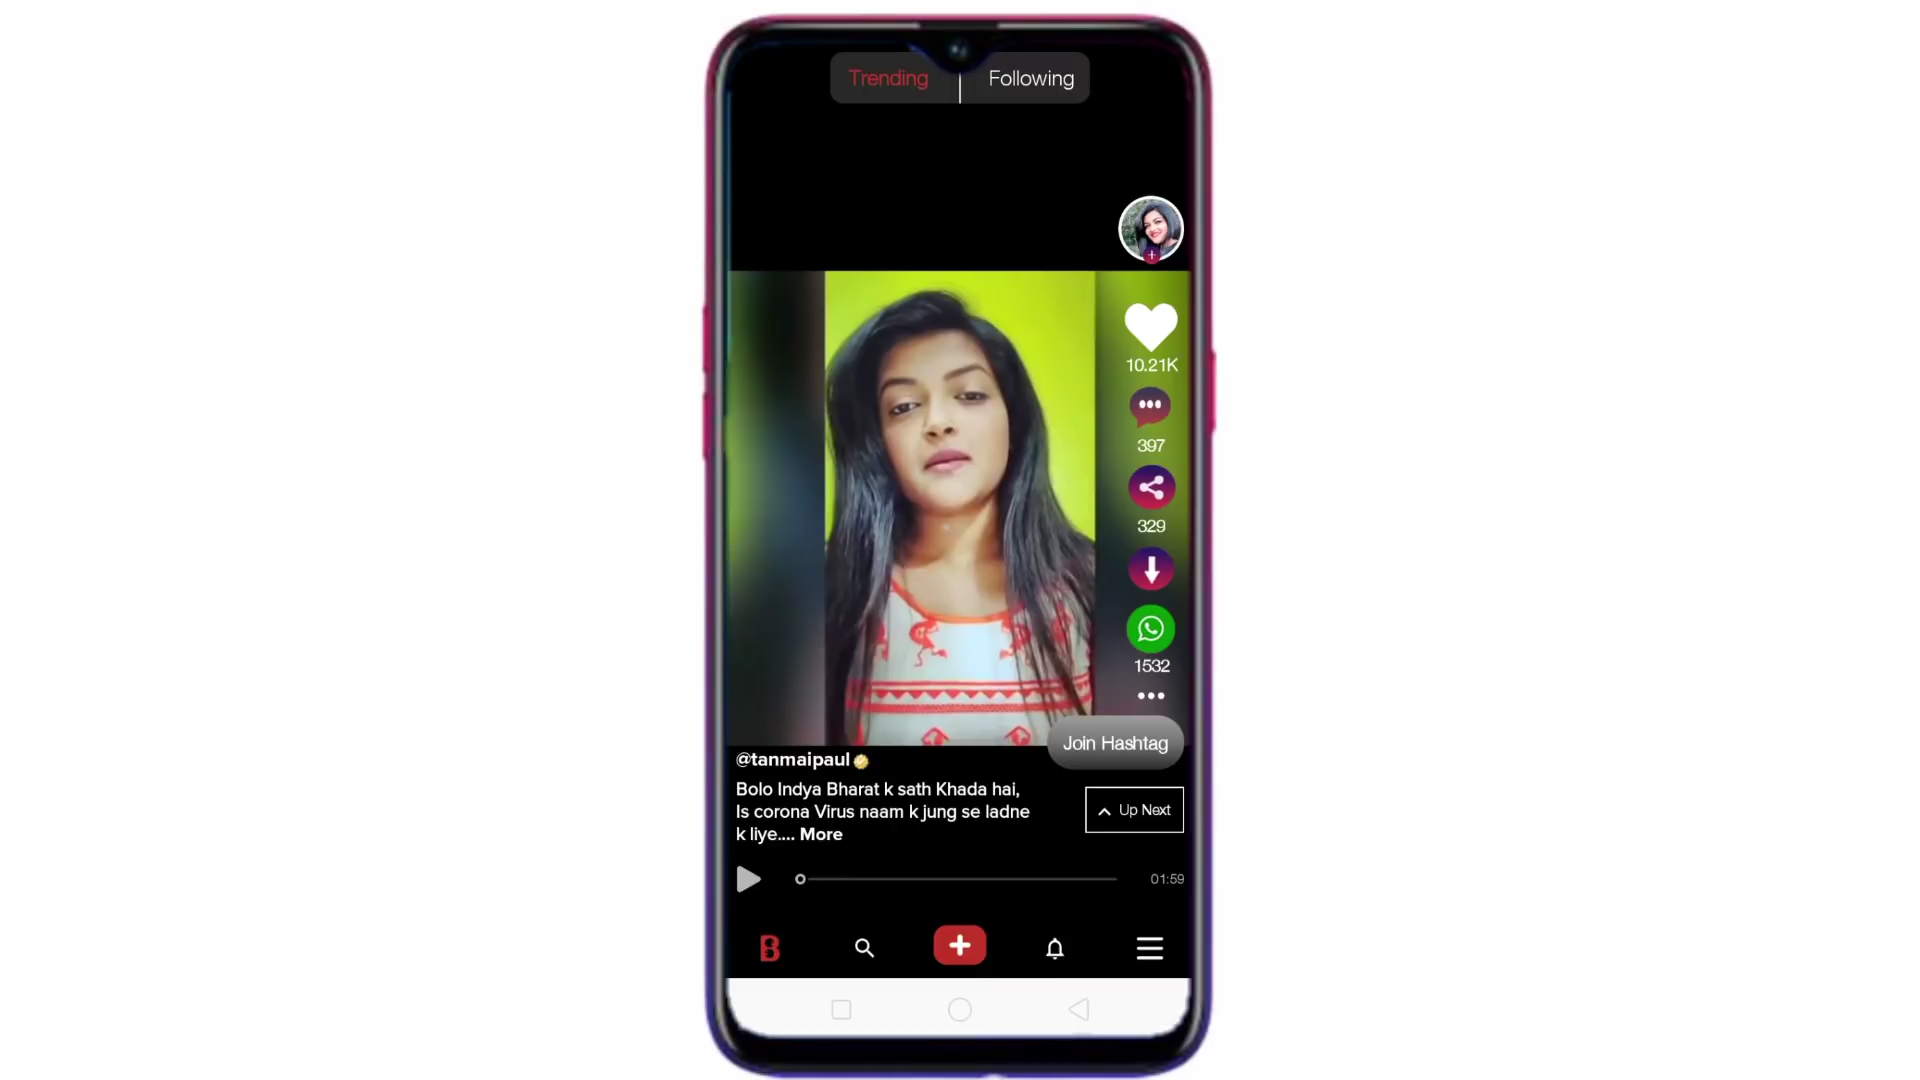 Trending Following
10.21K
397
329
1532
Join Hashtag
@tanmaipaul
Bolo Indya Bharat k sath Khada hai,
Is corona Virus naam k jung se ladne
k liye.... More
Up Next
01:59
B